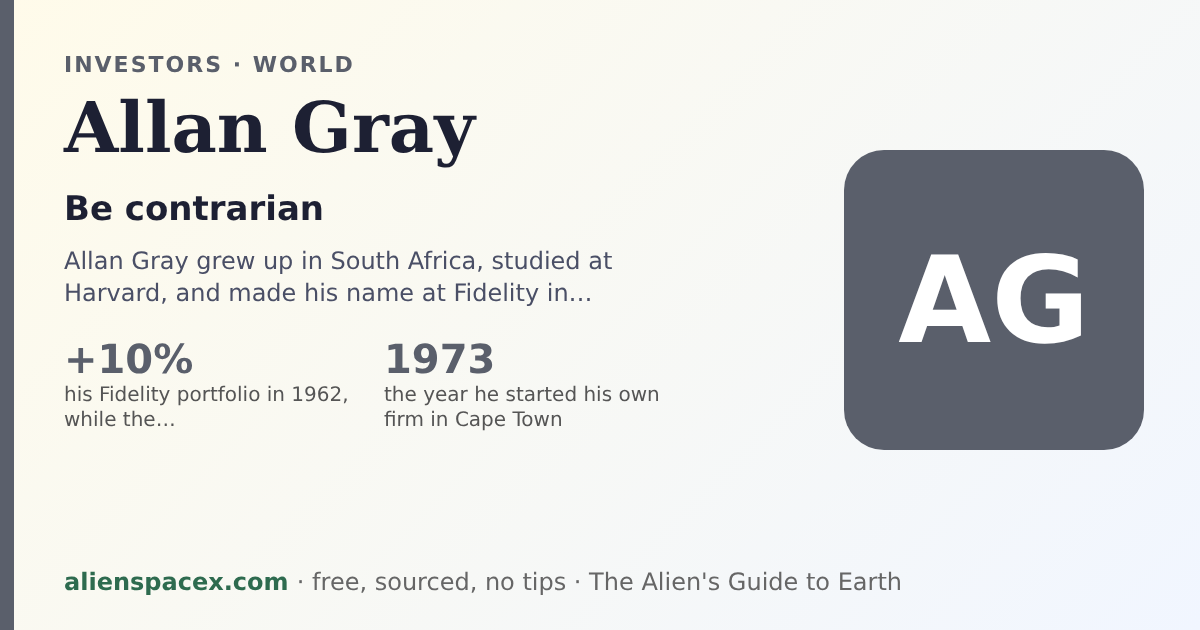 INVESTORS · WORLD
Allan Gray
Be contrarian
Allan Gray grew up in South Africa, studied at
Harvard, and made his name at Fidelity in…
+10%
his Fidelity portfolio in 1962,
while the…
1973
the year he started his own
firm in Cape Town
AG
alienspacex.com · free, sourced, no tips · The Alien's Guide to Earth